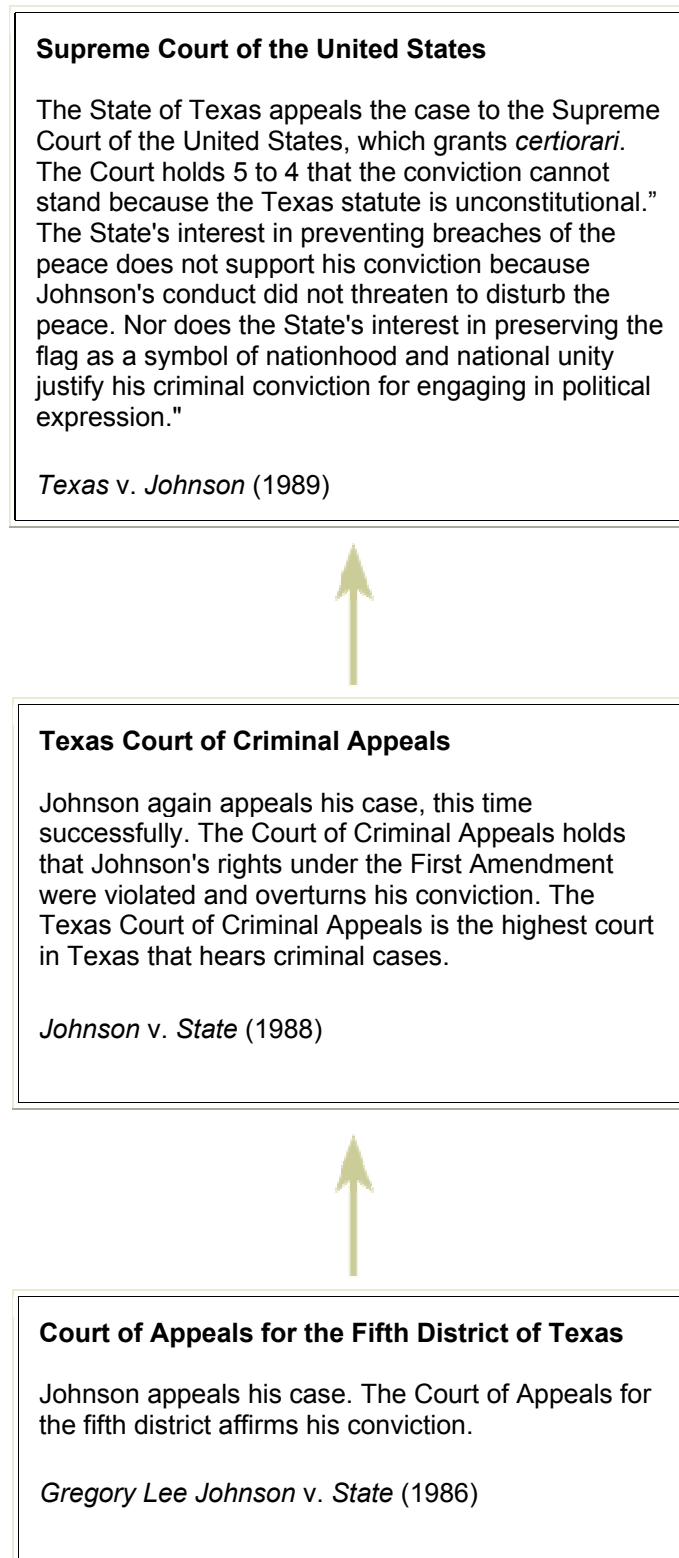 Supreme Court of the United States
The State of Texas appeals the case to the Supreme
Court of the United States, which grants certiorari.
The Court holds 5 to 4 that the conviction cannot
stand because the Texas statute is unconstitutional.”
The State's interest in preventing breaches of the
peace does not support his conviction because
Johnson's conduct did not threaten to disturb the
peace. Nor does the State's interest in preserving the
flag as a symbol of nationhood and national unity
justify his criminal conviction for engaging in political
expression."
Texas v. Johnson (1989)
Texas Court of Criminal Appeals
Johnson again appeals his case, this time
successfully. The Court of Criminal Appeals holds
that Johnson's rights under the First Amendment
were violated and overturns his conviction. The
Texas Court of Criminal Appeals is the highest court
in Texas that hears criminal cases.
Johnson v. State (1988)
Court of Appeals for the Fifth District of Texas
Johnson appeals his case. The Court of Appeals for
the fifth district affirms his conviction.
Gregory Lee Johnson v. State (1986)